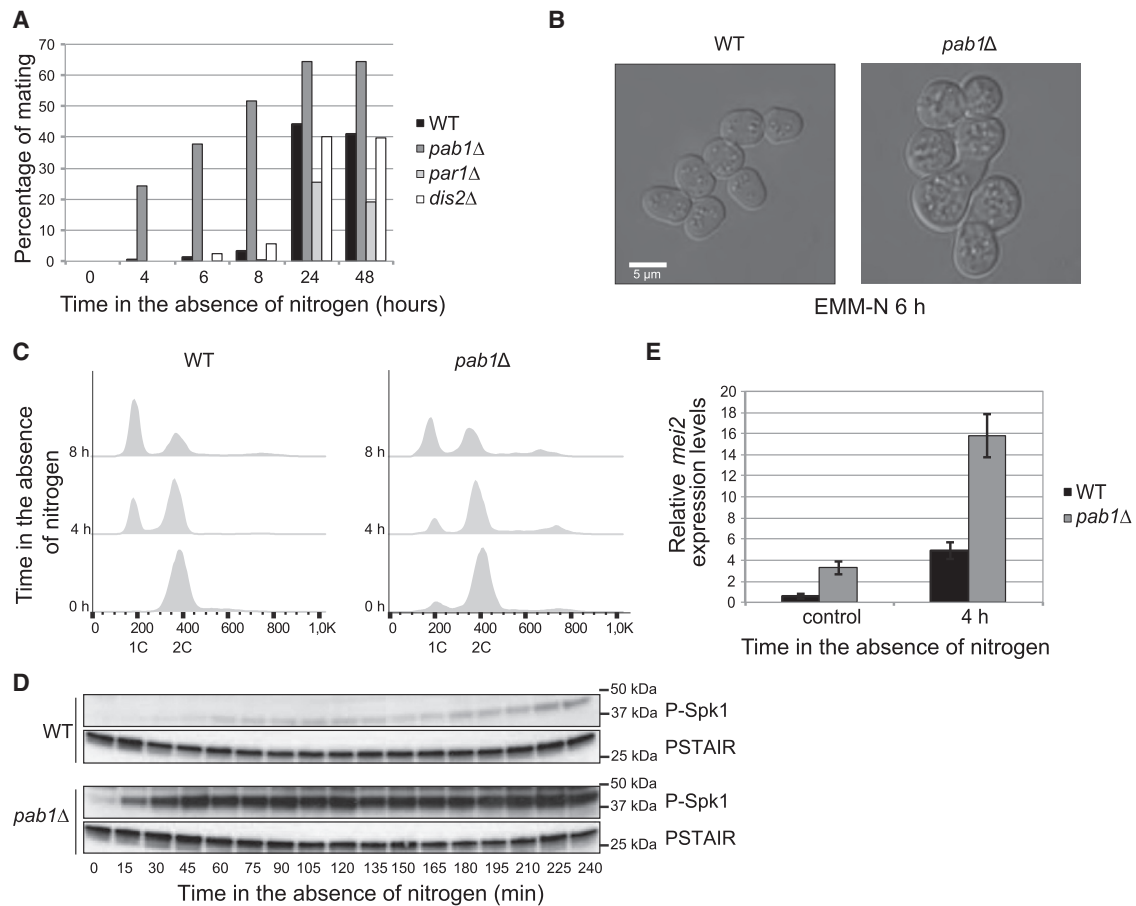 A
Percentage of mating
70
60
50
40
30
20
10
0
0 4 6 8 24 48
Time in the absence of nitrogen (hours)
WT
pab1Δ
par1Δ
dis2Δ
B
WT pab1Δ
5 µm
EMM-N 6 h
C
WT pab1Δ
Time in the absence
of nitrogen
8 h 8 h
4 h 4 h
0 h 0 h
0 200 400 600 800 1,0K 0 200 400 600 800 1,0K
1C 2C 1C 2C
E
Relative mei2
expression levels
20
18
16
14
12
10
8
6
4
2
0
control 4 h
Time in the absence of nitrogen
WT
pab1Δ
D
WT
50 kDa
37 kDa P-Spk1
25 kDa PSTAIR
pab1Δ
50 kDa
37 kDa P-Spk1
25 kDa PSTAIR
0 15 30 45 60 75 90 105 120 135 150 165 180 195 210 225 240
Time in the absence of nitrogen (min)